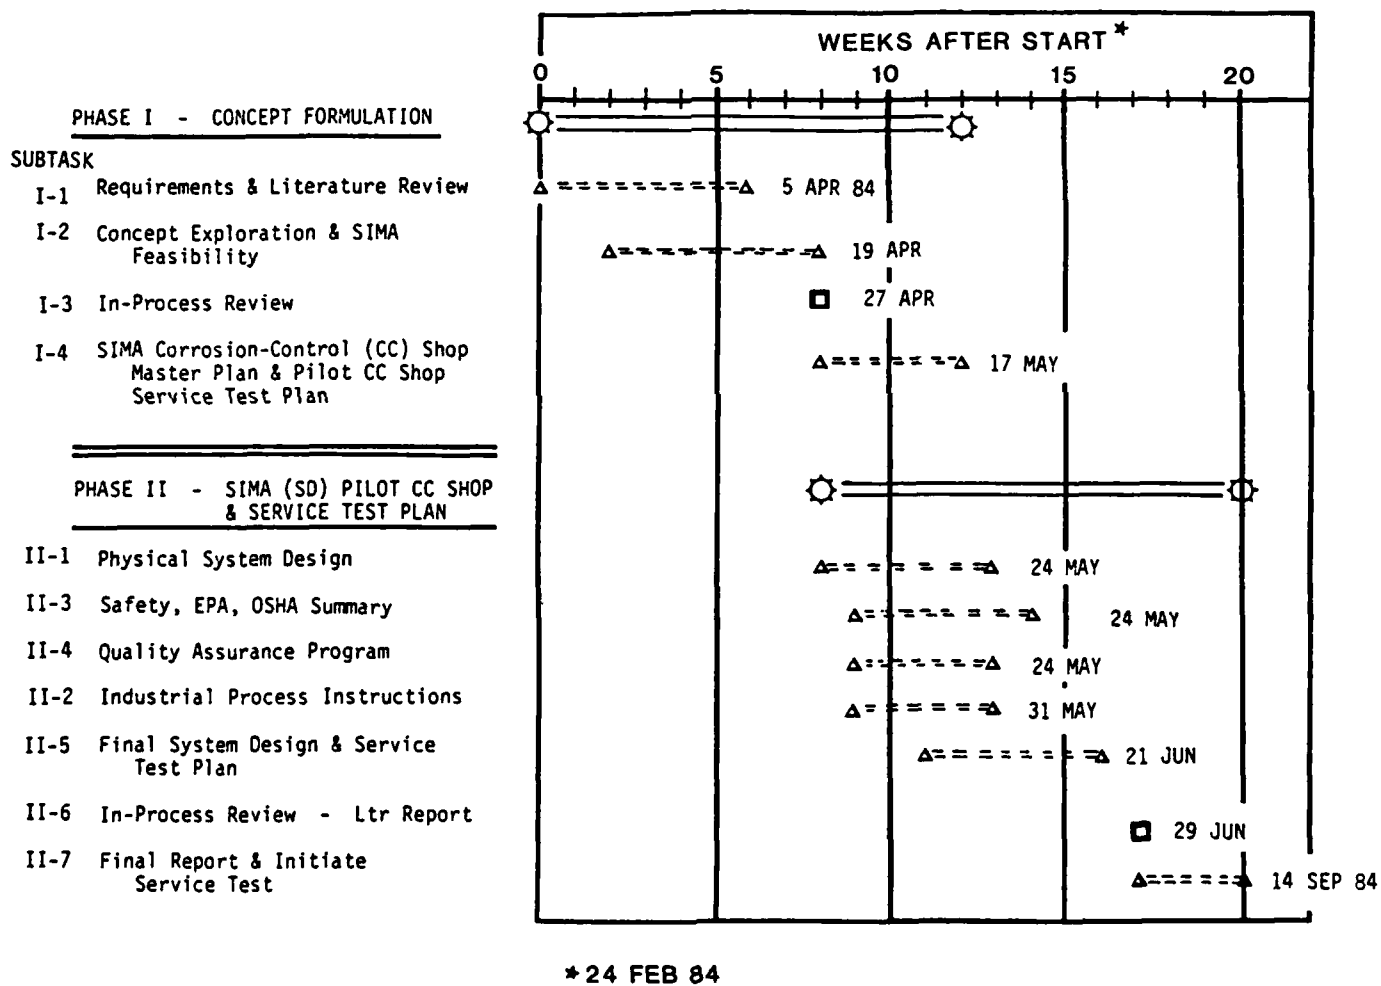 WEEKS AFTER START*
0 5 10 15 20
PHASE I - CONCEPT FORMULATION
SUBTASK
I-1 Requirements & Literature Review 5 APR 84
I-2 Concept Exploration & SIMA
Feasibility 19 APR
I-3 In-Process Review 27 APR
I-4 SIMA Corrosion-Control (CC) Shop
Master Plan & Pilot CC Shop 17 MAY
Service Test Plan
PHASE II - SIMA (SD) PILOT CC SHOP
& SERVICE TEST PLAN
II-1 Physical System Design 24 MAY
II-3 Safety, EPA, OSHA Summary 24 MAY
II-4 Quality Assurance Program 24 MAY
II-2 Industrial Process Instructions 31 MAY
II-5 Final System Design & Service
Test Plan 21 JUN
II-6 In-Process Review - Ltr Report 29 JUN
II-7 Final Report & Initiate
Service Test 14 SEP 84
*24 FEB 84